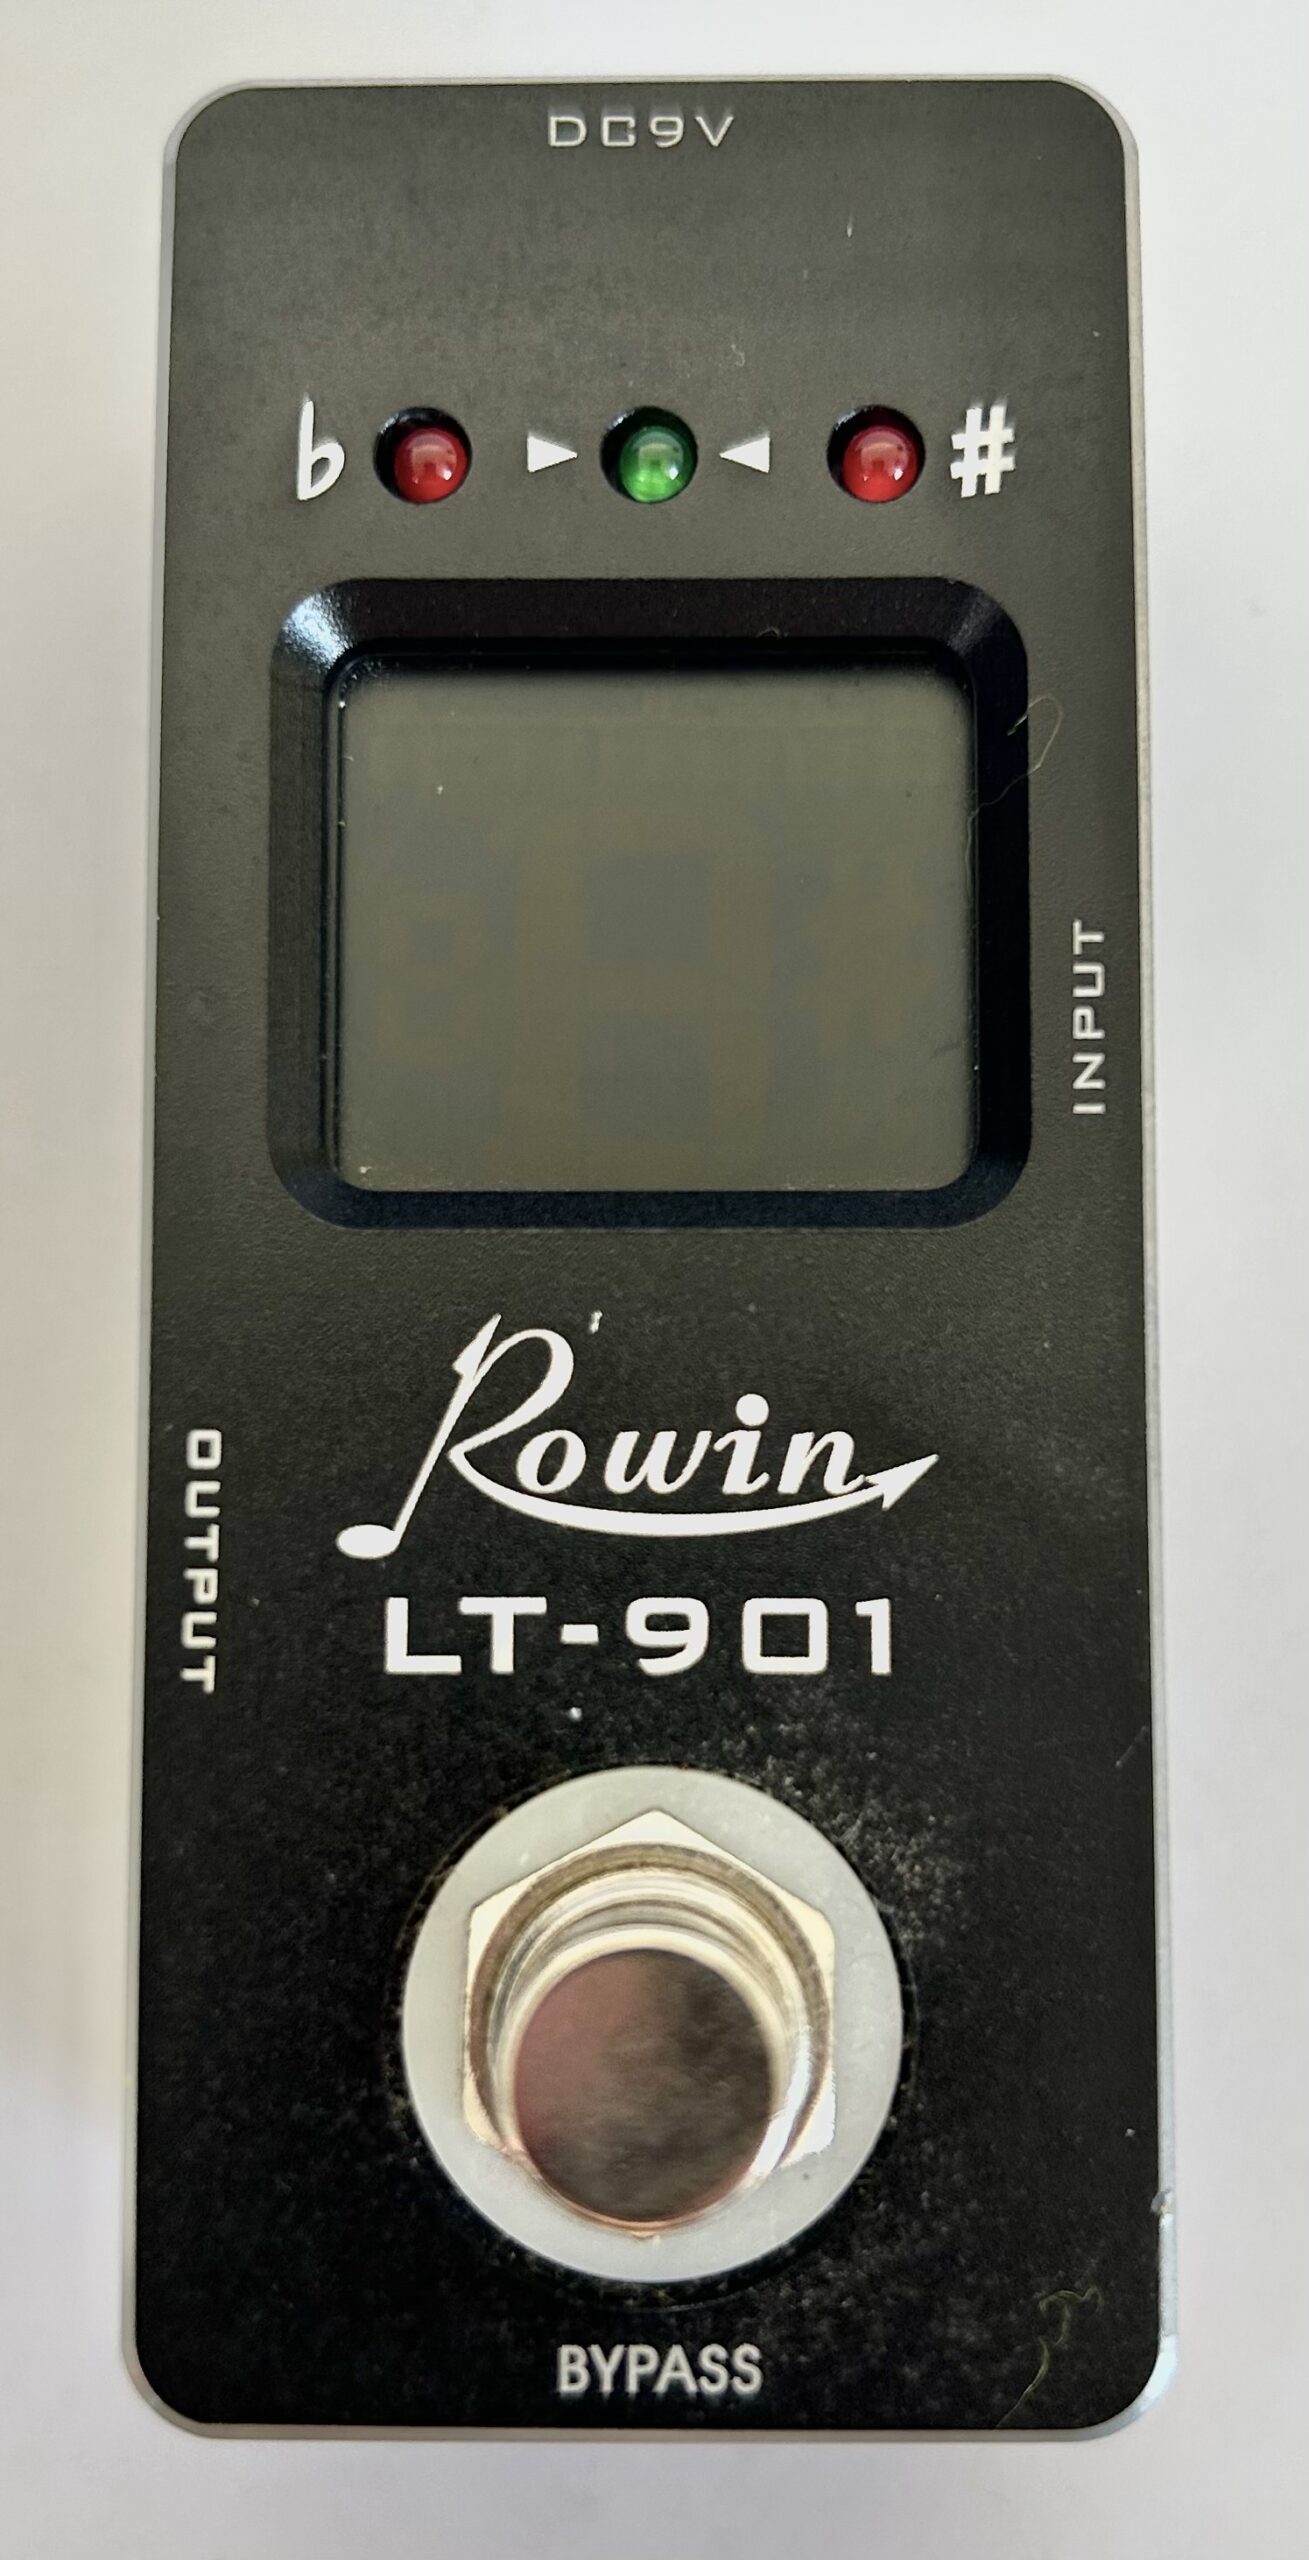 DC9V
♭ ► ◄ #
INPUT
Rowin
OUTPUT
LT-901
BYPASS